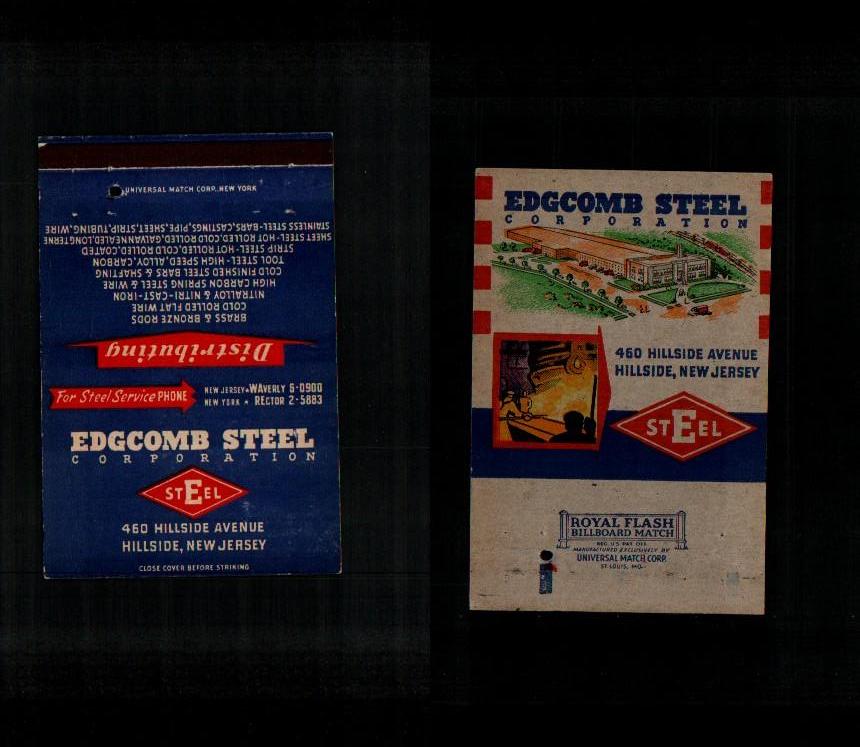 UNIVERSAL MATCH CORP., NEW YORK
BRASS & BRONZE RODS
COLD ROLLED FLAT WIRE
NITRALLOY & NITRI-CAST-IRON
HIGH CARBON SPRING STEEL & WIRE
COLD FINISHED STEEL BARS & SHAFTING
TOOL STEEL-HIGH SPEED, ALLOY, CARBON
STRIP STEEL-HOT ROLLED, COLD ROLLED, COATED
SHEET STEEL-HOT ROLLED, COLD ROLLED, GALVANNEALED, LONG TERNE
STAINLESS STEEL-BARS, CASTINGS, PIPE, SHEET, STRIP, TUBING, WIRE
Distributing
For Steel Service PHONE
NEW JERSEY★WAVERLY 6-0900
NEW YORK ★ RECTOR 2-5883
EDGCOMB STEEL
CORPORATION
STEEL
460 HILLSIDE AVENUE
HILLSIDE, NEW JERSEY
CLOSE COVER BEFORE STRIKING
EDGCOMB STEEL
CORPORATION
460 HILLSIDE AVENUE
HILLSIDE, NEW JERSEY
STEEL
ROYAL FLASH
BILLBOARD MATCH
REG. U.S. PAT. OFF.
MANUFACTURED EXCLUSIVELY BY
UNIVERSAL MATCH CORP.
ST. LOUIS, MO.